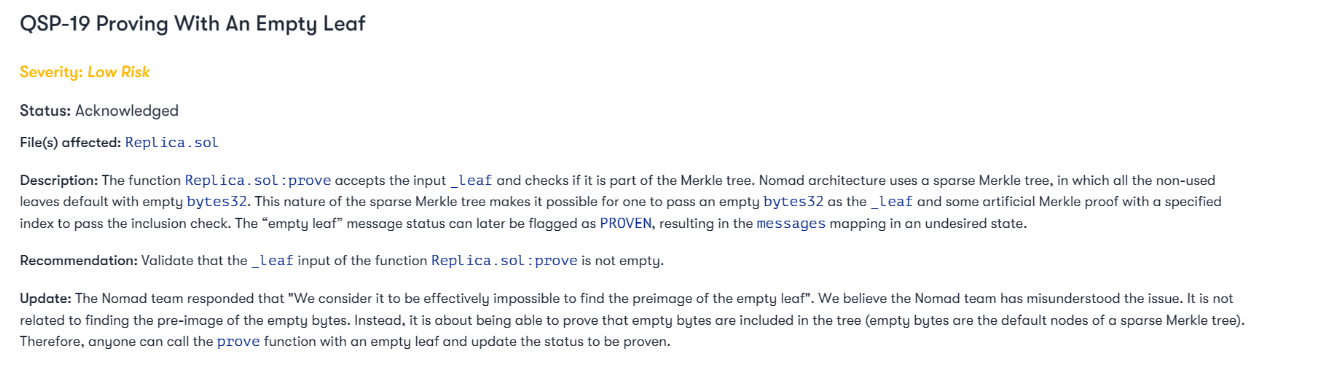 QSP-19 Proving With An Empty Leaf
Severity: Low Risk
Status: Acknowledged
File(s) affected: Replica.sol
Description: The function Replica.sol:prove accepts the input _leaf and checks if it is part of the Merkle tree. Nomad architecture uses a sparse Merkle tree, in which all the non-used
leaves default with empty bytes32. This nature of the sparse Merkle tree makes it possible for one to pass an empty bytes32 as the _leaf and some artificial Merkle proof with a specified
index to pass the inclusion check. The “empty leaf” message status can later be flagged as PROVEN, resulting in the messages mapping in an undesired state.
Recommendation: Validate that the _leaf input of the function Replica.sol:prove is not empty.
Update: The Nomad team responded that "We consider it to be effectively impossible to find the preimage of the empty leaf". We believe the Nomad team has misunderstood the issue. It is not
related to finding the pre-image of the empty bytes. Instead, it is about being able to prove that empty bytes are included in the tree (empty bytes are the default nodes of a sparse Merkle tree).
Therefore, anyone can call the prove function with an empty leaf and update the status to be proven.